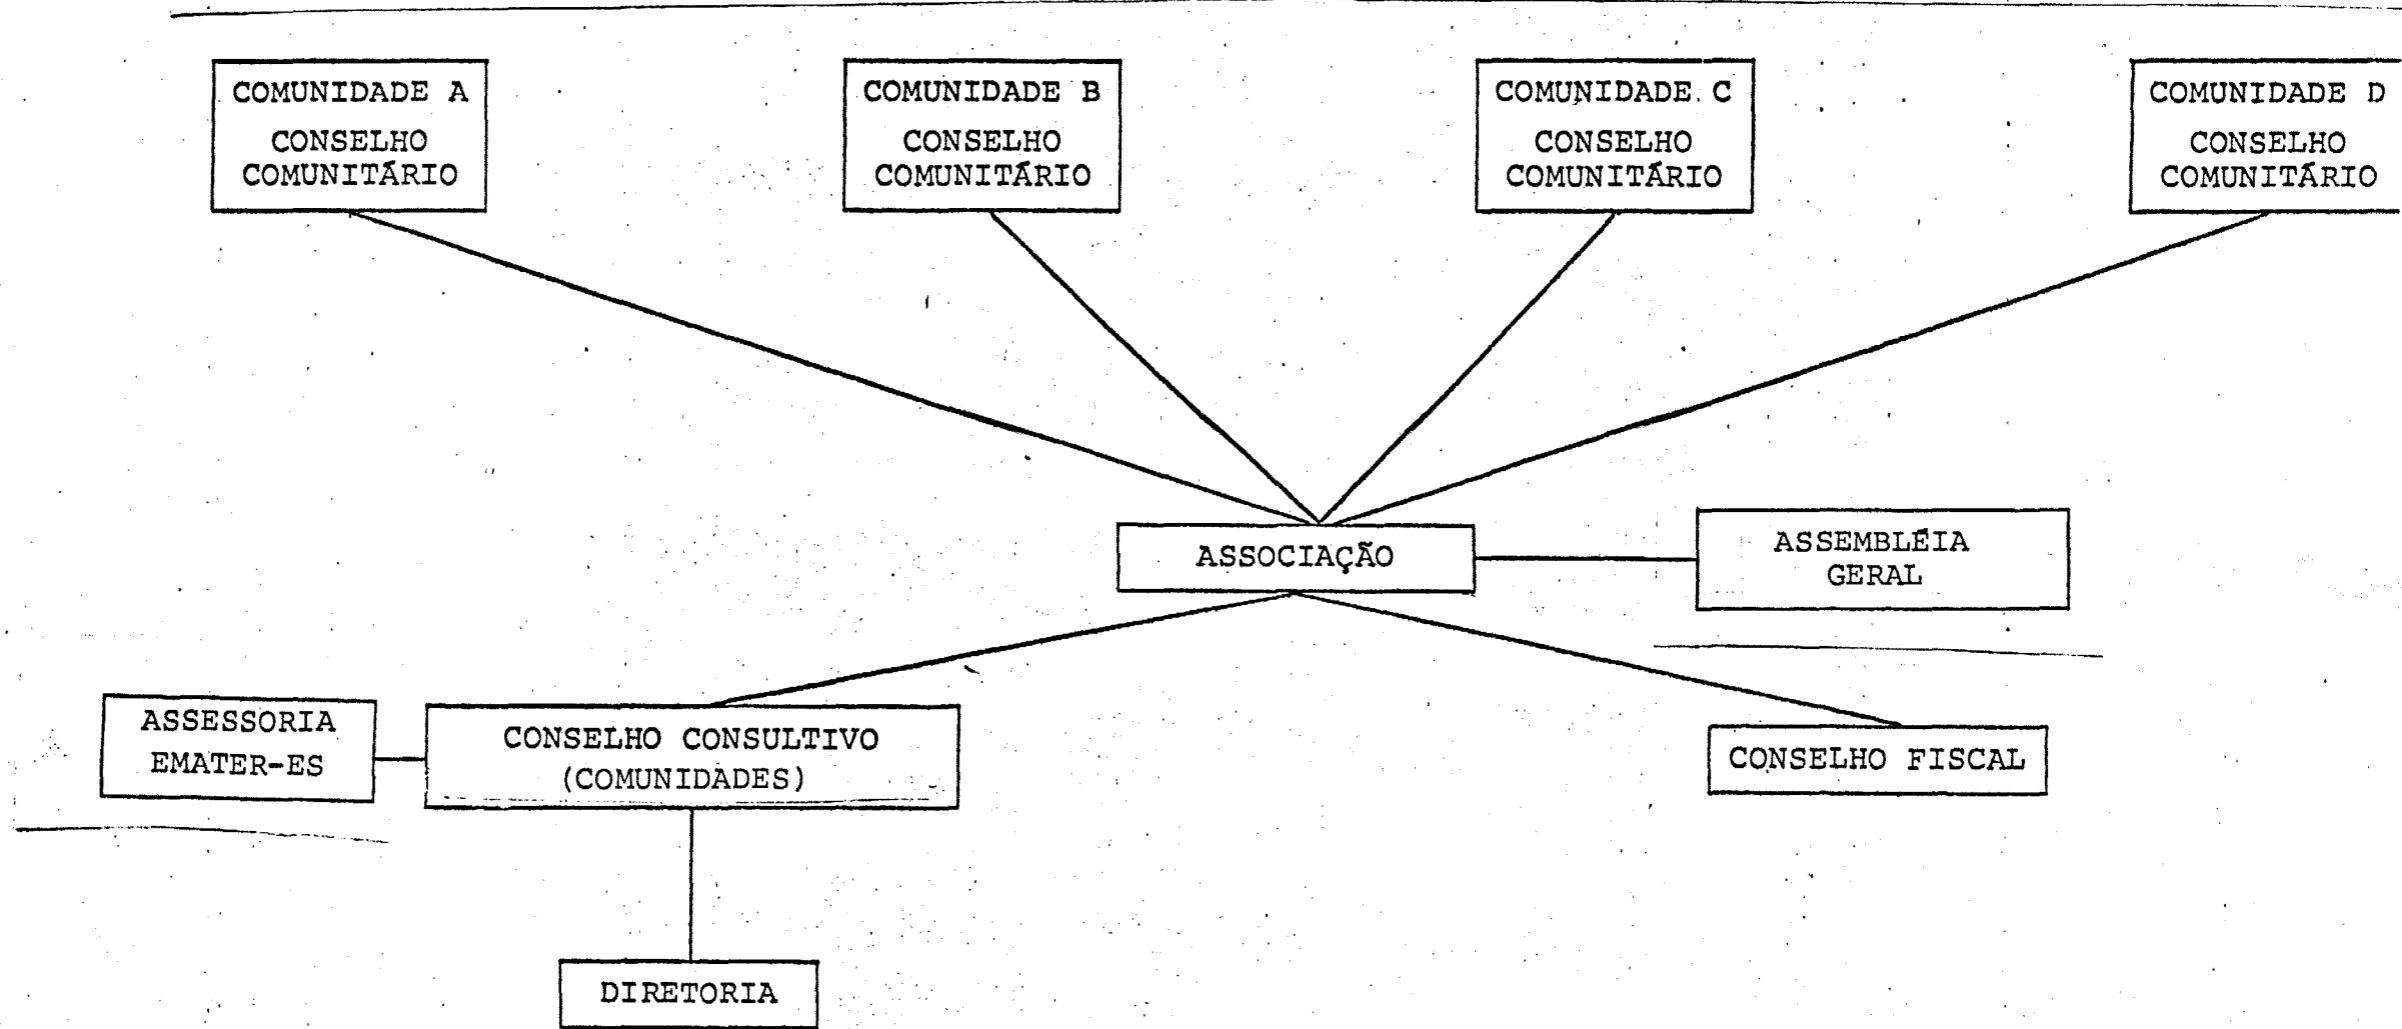 COMUNIDADE A
CONSELHO
COMUNITÁRIO
COMUNIDADE B
CONSELHO
COMUNITÁRIO
COMUNIDADE C
CONSELHO
COMUNITÁRIO
COMUNIDADE D
CONSELHO
COMUNITÁRIO
ASSOCIAÇÃO
ASSEMBLÉIA
GERAL
ASSESSORIA
EMATER-ES
CONSELHO CONSULTIVO
(COMUNIDADES)
CONSELHO FISCAL
DIRETORIA